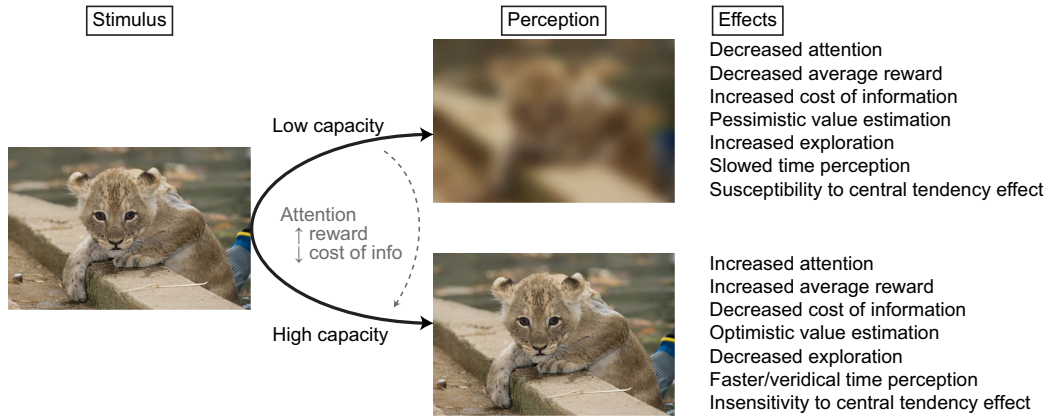 Stimulus
Perception
Effects
Low capacity
Attention
↑ reward
↓ cost of info
High capacity
Decreased attention
Decreased average reward
Increased cost of information
Pessimistic value estimation
Increased exploration
Slowed time perception
Susceptibility to central tendency effect
Increased attention
Increased average reward
Decreased cost of information
Optimistic value estimation
Decreased exploration
Faster/veridical time perception
Insensitivity to central tendency effect